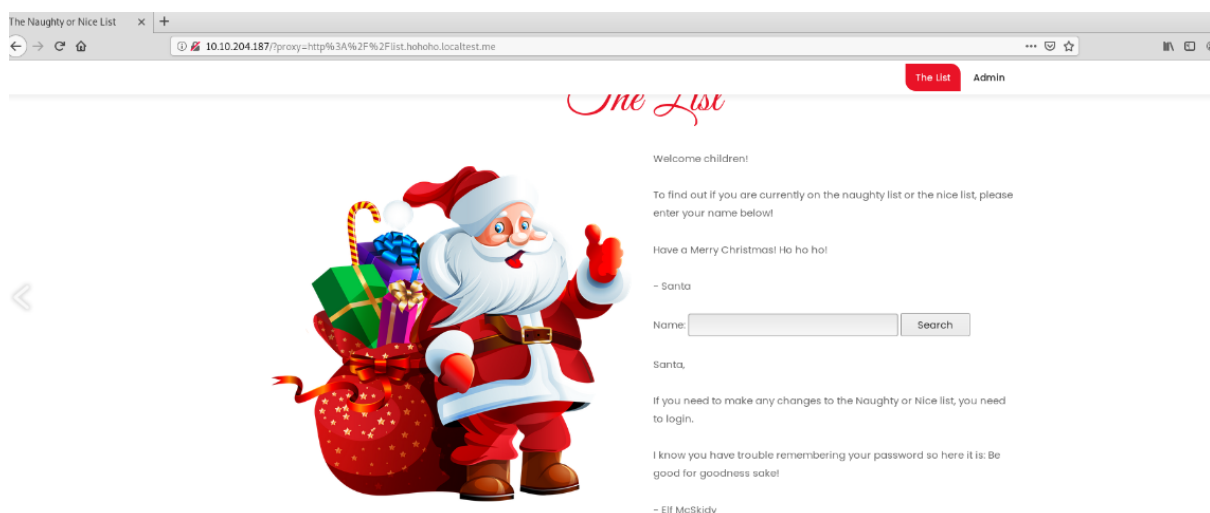 The Naughty or Nice List × +
10.10.204.187/?proxy=http%3A%2F%2Flist.hohoho.localtest.me
The List Admin
The List
Welcome children!
To find out if you are currently on the naughty list or the nice list, please
enter your name below!
Have a Merry Christmas! Ho ho ho!
- Santa
Name: Search
Santa,
If you need to make any changes to the Naughty or Nice list, you need
to login.
I know you have trouble remembering your password so here it is: Be
good for goodness sake!
- Elf McSkidy